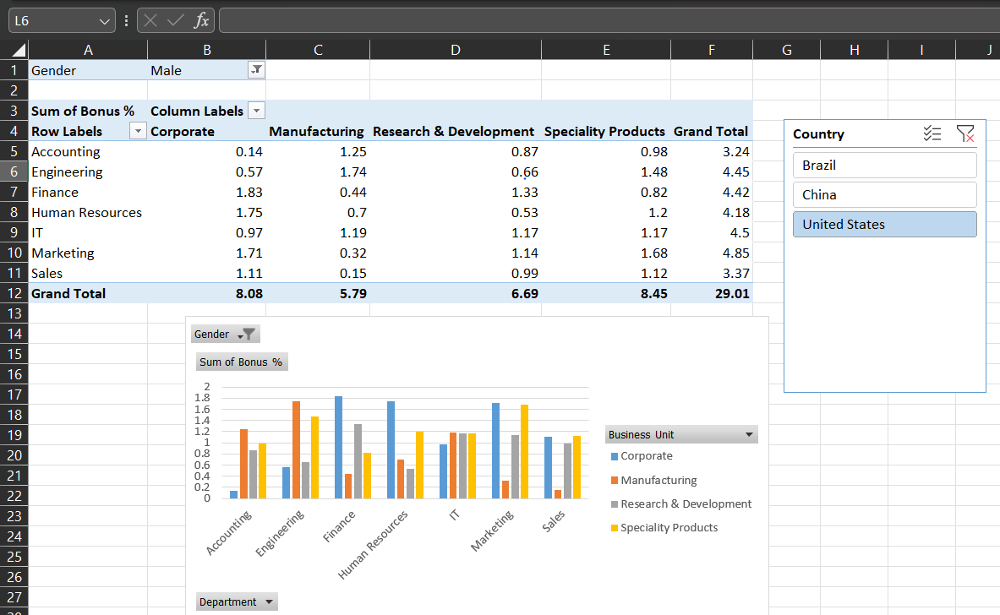 L6 fx
A B C D E F G H I J
1 Gender Male
2
3 Sum of Bonus % Column Labels
4 Row Labels Corporate Manufacturing Research & Development Speciality Products Grand Total
5 Accounting 0.14 1.25 0.87 0.98 3.24
6 Engineering 0.57 1.74 0.66 1.48 4.45
7 Finance 1.83 0.44 1.33 0.82 4.42
8 Human Resources 1.75 0.7 0.53 1.2 4.18
9 IT 0.97 1.19 1.17 1.17 4.5
10 Marketing 1.71 0.32 1.14 1.68 4.85
11 Sales 1.11 0.15 0.99 1.12 3.37
12 Grand Total 8.08 5.79 6.69 8.45 29.01
Country
Brazil
China
United States
13
14
15
16
17
18
19
20
21
22
23
24
25
26
27
28
Gender
Sum of Bonus %
2
1.8
1.6
1.4
1.2
1
0.8
0.6
0.4
0.2
0
Accounting
Engineering
Finance
Human Resources
IT
Marketing
Sales
Business Unit
Corporate
Manufacturing
Research & Development
Speciality Products
Department